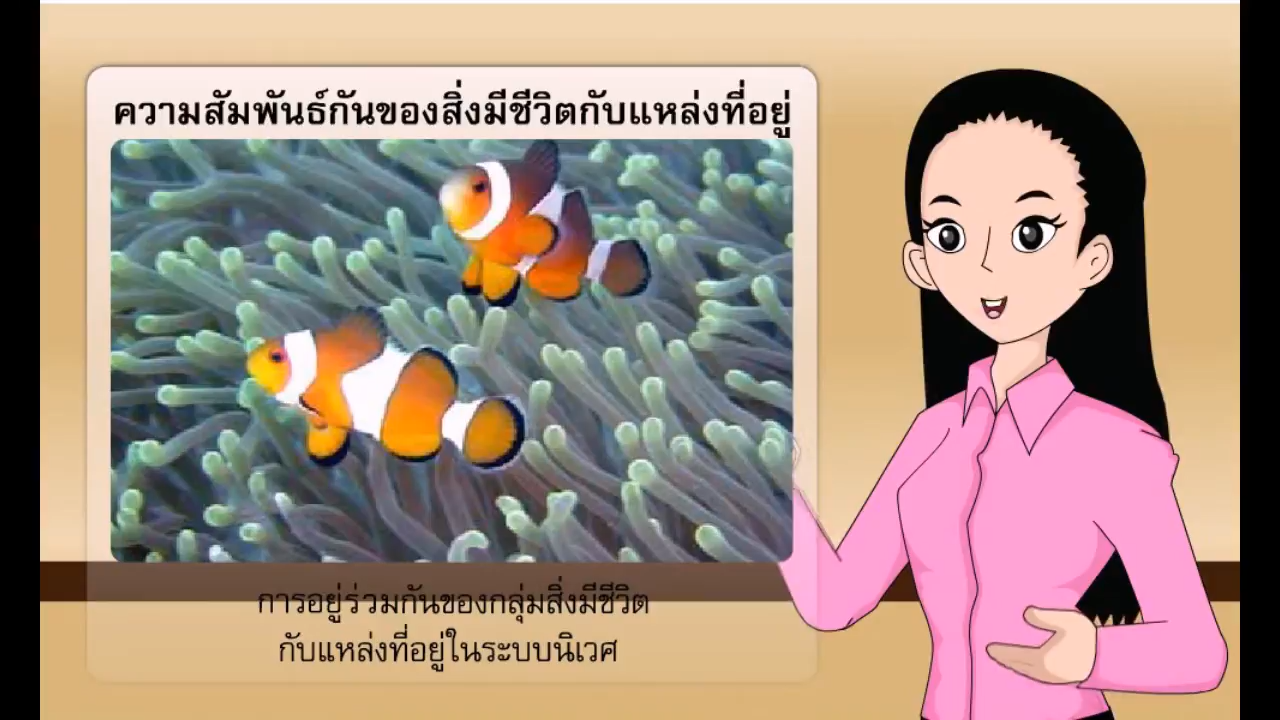 ความสัมพันธ์กันของสิ่งมีชีวิตกับแหล่งที่อยู่
การอยู่ร่วมกันของกลุ่มสิ่งมีชีวิต
กับแหล่งที่อยู่ในระบบนิเวศ